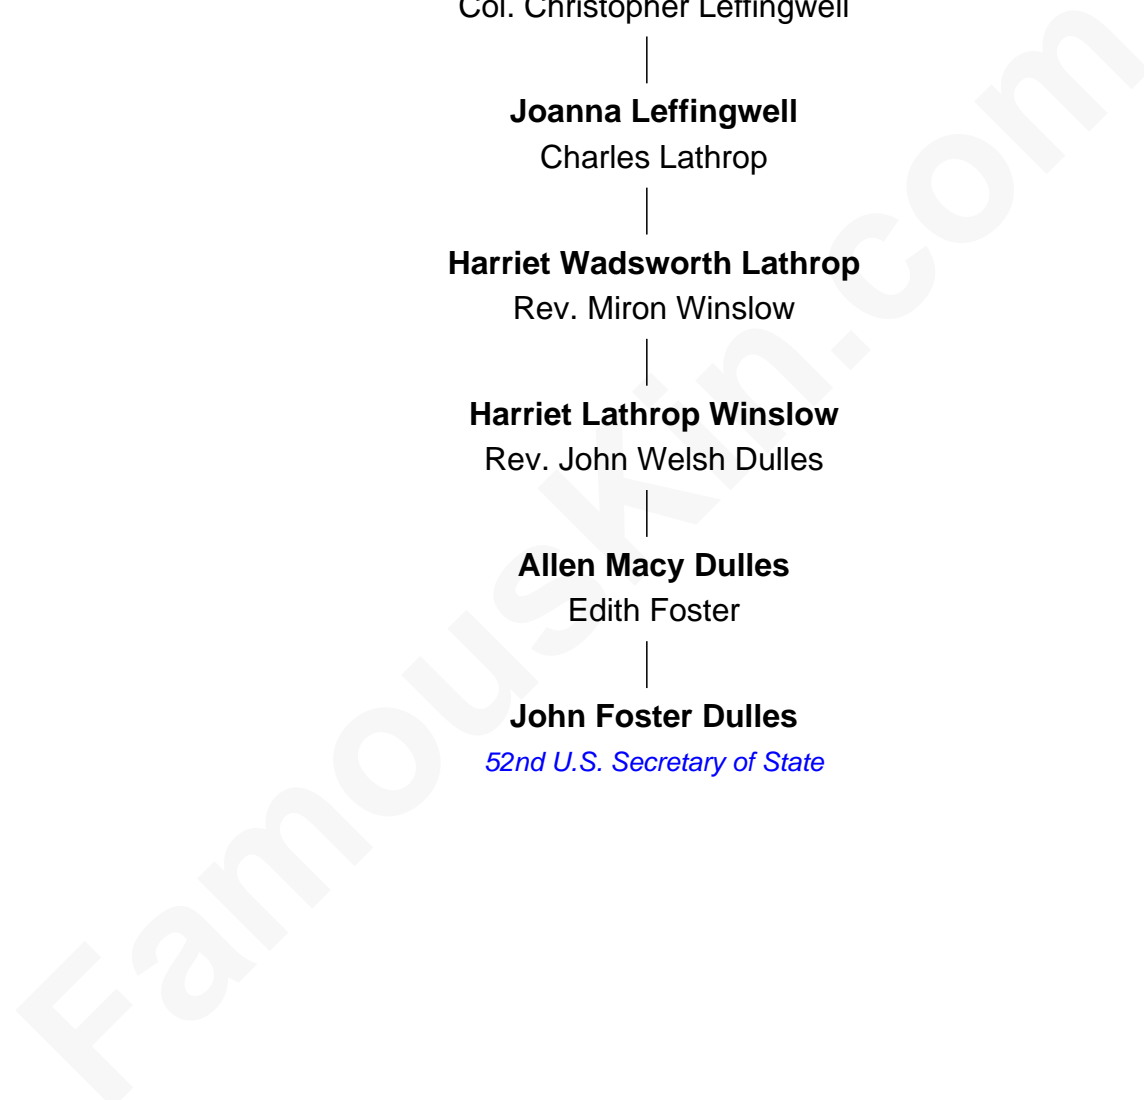 Col. Christopher Leffingwell
Joanna Leffingwell
Charles Lathrop
Harriet Wadsworth Lathrop
Rev. Miron Winslow
Harriet Lathrop Winslow
Rev. John Welsh Dulles
Allen Macy Dulles
Edith Foster
John Foster Dulles
52nd U.S. Secretary of State
FamousKin.com